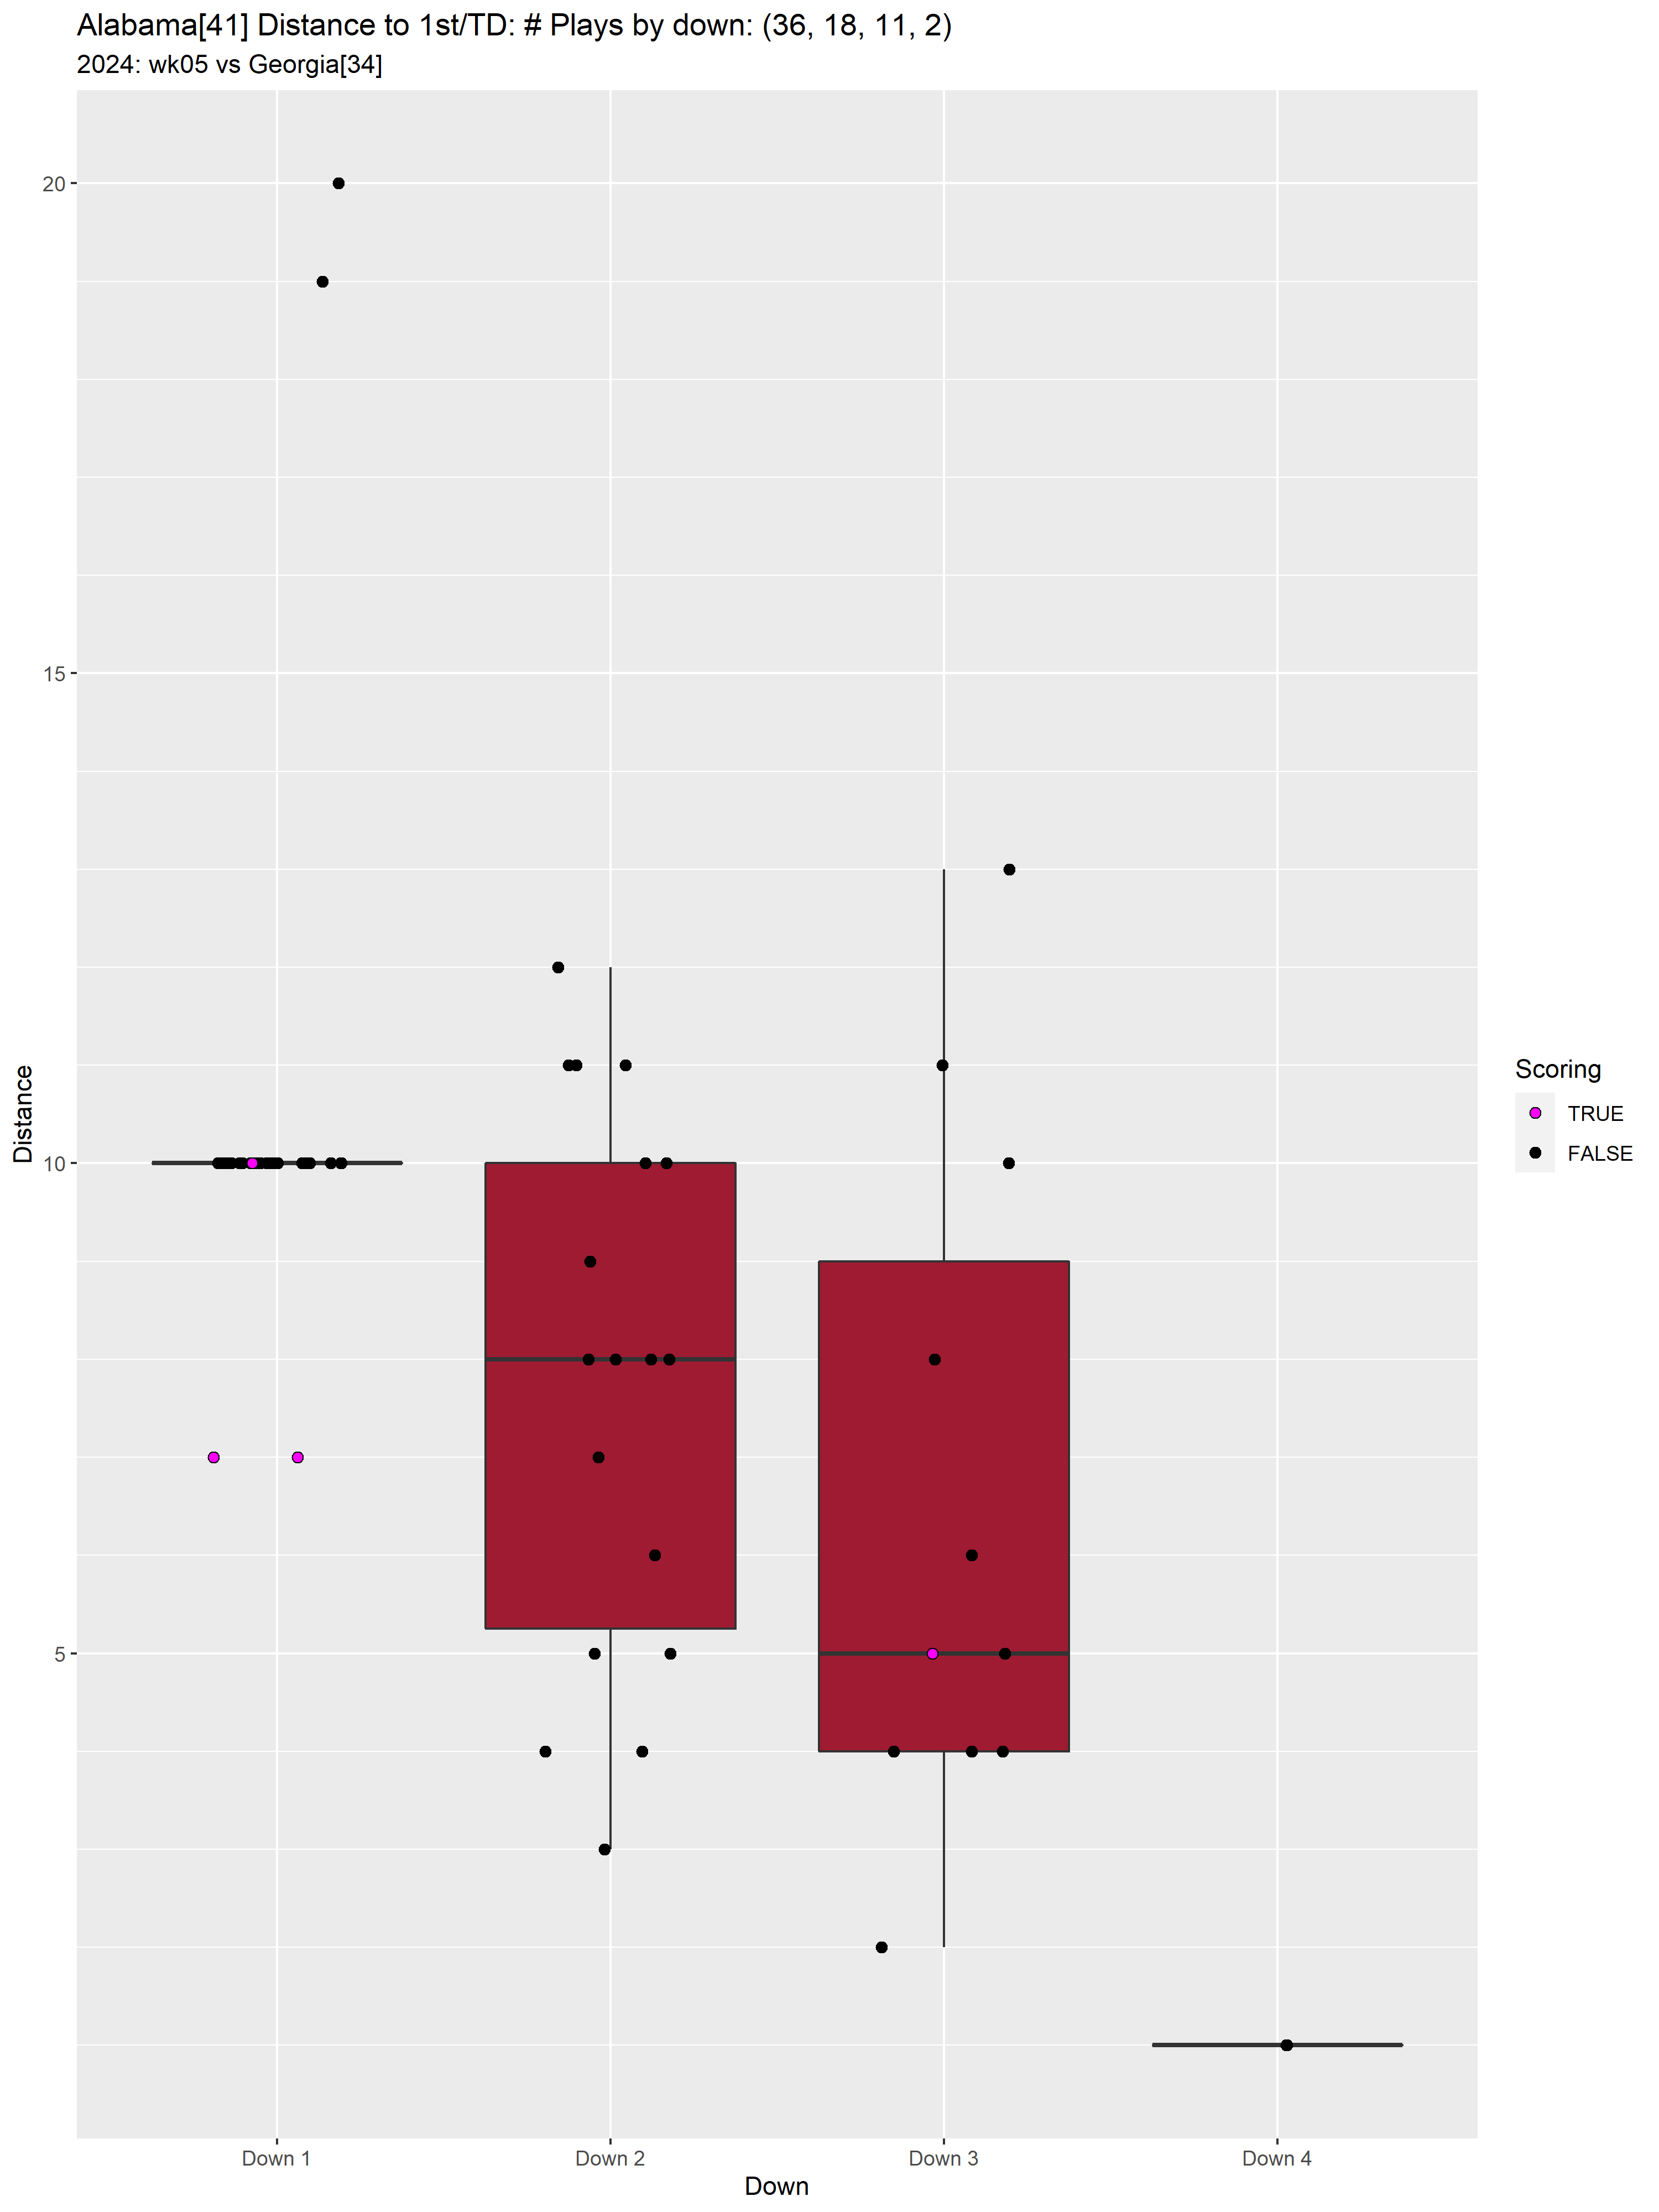 Alabama[41] Distance to 1st/TD: # Plays by down: (36, 18, 11, 2)
2024: wk05 vs Georgia[34]
20
15
10
5
Distance
Down 1
Down 2
Down 3
Down 4
Down
Scoring
TRUE
FALSE